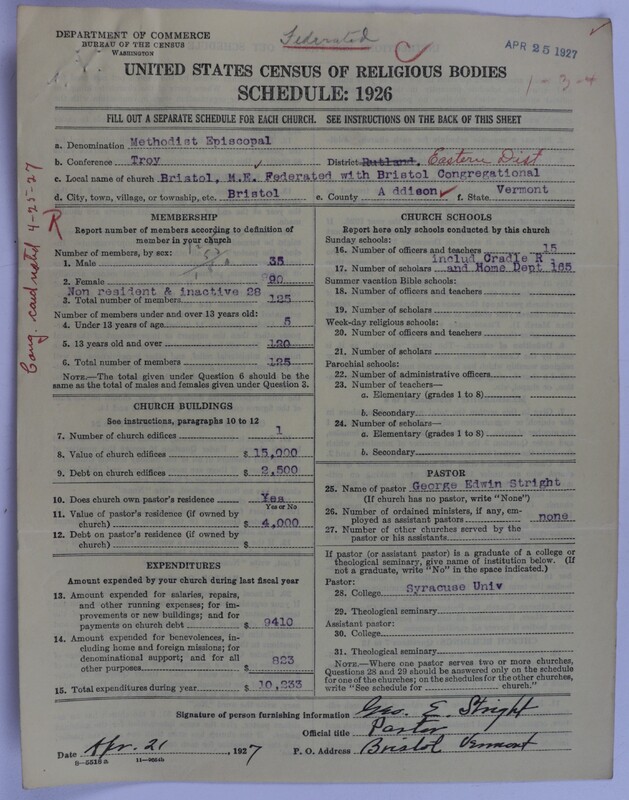 DEPARTMENT OF COMMERCE
BUREAU OF THE CENSUS
WASHINGTON
Federated
C
APR 25 1927
1-3-4
UNITED STATES CENSUS OF RELIGIOUS BODIES
SCHEDULE: 1926
FILL OUT A SEPARATE SCHEDULE FOR EACH CHURCH. SEE INSTRUCTIONS ON THE BACK OF THIS SHEET
a. Denomination Methodist Episcopal
b. Conference Troy District Rutland, Eastern Dist
c. Local name of church Bristol, M.E. Federated with Bristol Congregational
d. City, town, village, or township, etc. Bristol e. County Addison f. State Vermont
Cong. card noted 4-25-27
R
MEMBERSHIP
Report number of members according to definition of
member in your church
Number of members, by sex:
1. Male 35
2. Female 90
Non resident & inactive 28
3. Total number of members 125
Number of members under and over 13 years old:
4. Under 13 years of age 5
5. 13 years old and over 120
6. Total number of members 125
NOTE.—The total given under Question 6 should be the
same as the total of males and females given under Question 3.
CHURCH BUILDINGS
See instructions, paragraphs 10 to 12
7. Number of church edifices 1
8. Value of church edifices $ 15,000
9. Debt on church edifices $ 2,500
10. Does church own pastor's residence Yes
Yes or No
11. Value of pastor's residence (if owned by
church) $ 4,000
12. Debt on pastor's residence (if owned by
church) $
EXPENDITURES
Amount expended by your church during last fiscal year
13. Amount expended for salaries, repairs,
and other running expenses; for im-
provements or new buildings; and for
payments on church debt $ 9410
14. Amount expended for benevolences, in-
cluding home and foreign missions; for
denominational support; and for all
other purposes $ 823
15. Total expenditures during year $ 10,233
CHURCH SCHOOLS
Report here only schools conducted by this church
Sunday schools:
16. Number of officers and teachers 15
includ Cradle R
17. Number of scholars and Home Dept 165
Summer vacation Bible schools:
18. Number of officers and teachers
19. Number of scholars
Week-day religious schools:
20. Number of officers and teachers
21. Number of scholars
Parochial schools:
22. Number of administrative officers
23. Number of teachers—
a. Elementary (grades 1 to 8)
b. Secondary
24. Number of scholars—
a. Elementary (grades 1 to 8)
b. Secondary
PASTOR
25. Name of pastor George Edwin Stright
(If church has no pastor, write "None")
26. Number of ordained ministers, if any, em-
ployed as assistant pastors none
27. Number of other churches served by the
pastor or his assistants
If pastor (or assistant pastor) is a graduate of a college or
theological seminary, give name of institution below. (If
not a graduate, write "No" in the space indicated.)
Pastor:
28. College Syracuse Univ
29. Theological seminary
Assistant pastor:
30. College
31. Theological seminary
NOTE.—Where one pastor serves two or more churches,
Questions 28 and 29 should be answered only on the schedule
for one of the churches; on the schedules for the other churches,
write "See schedule for church."
Signature of person furnishing information Geo. E. Stright
Official title Pastor
Date Apr. 21, 1927 P. O. Address Bristol Vermont